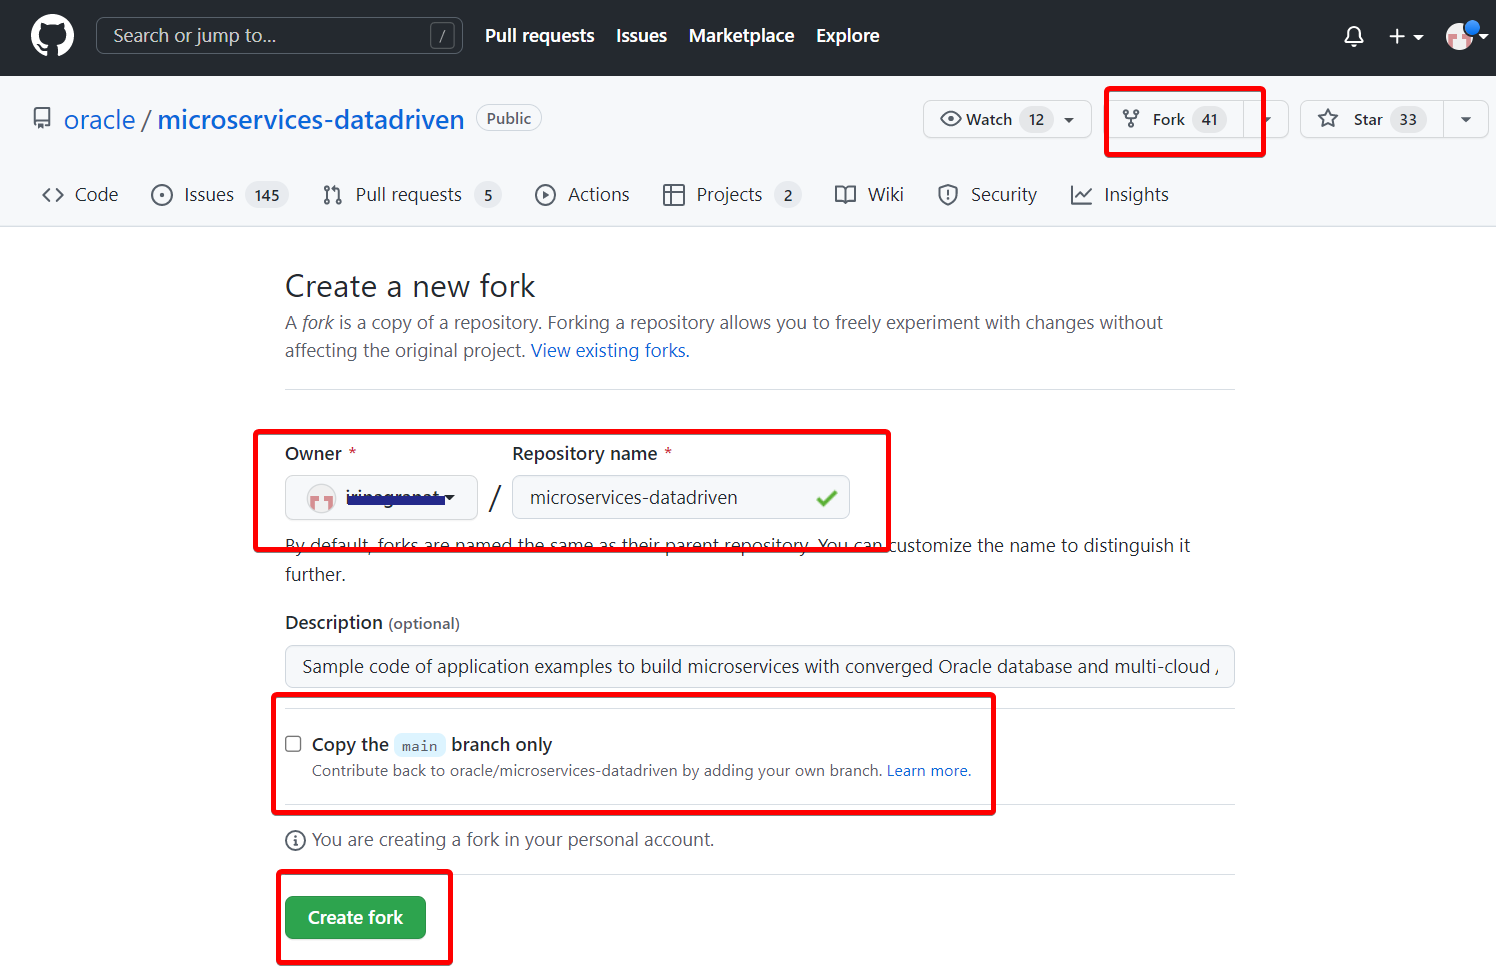 Search or jump to... /
Pull requests Issues Marketplace Explore
oracle / microservices-datadriven Public
Watch 12 Fork 41 Star 33
Code Issues 145 Pull requests 5 Actions Projects 2 Wiki Security Insights
Create a new fork
A fork is a copy of a repository. Forking a repository allows you to freely experiment with changes without
affecting the original project. View existing forks.
Owner * Repository name *
/ microservices-datadriven
By default, forks are named the same as their parent repository. You can customize the name to distinguish it
further.
Description (optional)
Sample code of application examples to build microservices with converged Oracle database and multi-cloud /
Copy the main branch only
Contribute back to oracle/microservices-datadriven by adding your own branch. Learn more.
You are creating a fork in your personal account.
Create fork